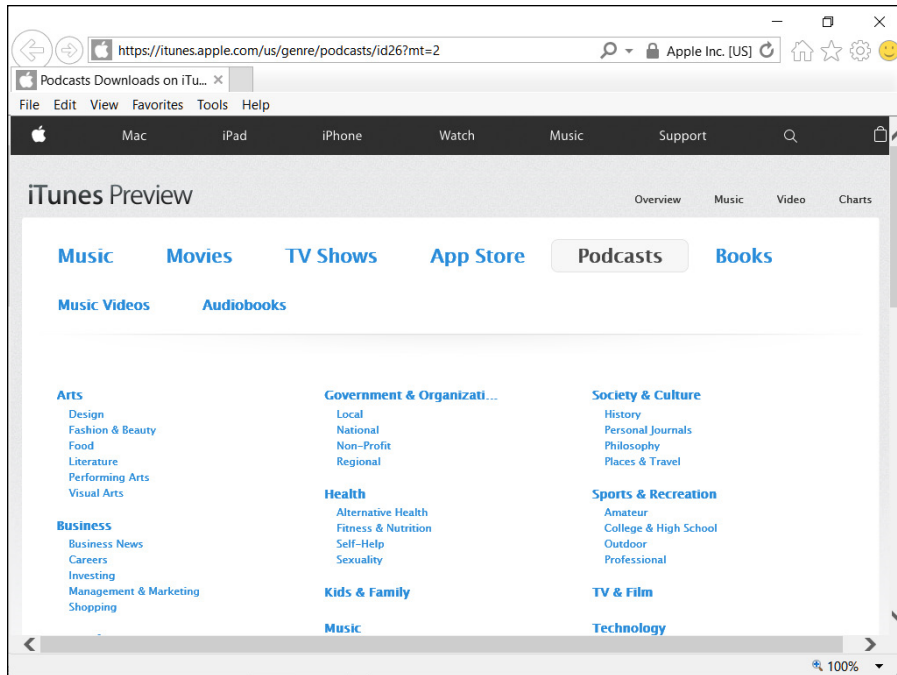 https://itunes.apple.com/us/genre/podcasts/id26?mt=2
Apple Inc. [US]
Podcasts Downloads on iTu...
File Edit View Favorites Tools Help
Mac iPad iPhone Watch Music Support
iTunes Preview
Overview Music Video Charts
Music Movies TV Shows App Store Podcasts Books
Music Videos Audiobooks
Arts
Design
Fashion & Beauty
Food
Literature
Performing Arts
Visual Arts
Business
Business News
Careers
Investing
Management & Marketing
Shopping
Government & Organizati...
Local
National
Non-Profit
Regional
Health
Alternative Health
Fitness & Nutrition
Self-Help
Sexuality
Kids & Family
Music
Society & Culture
History
Personal Journals
Philosophy
Places & Travel
Sports & Recreation
Amateur
College & High School
Outdoor
Professional
TV & Film
Technology
100%